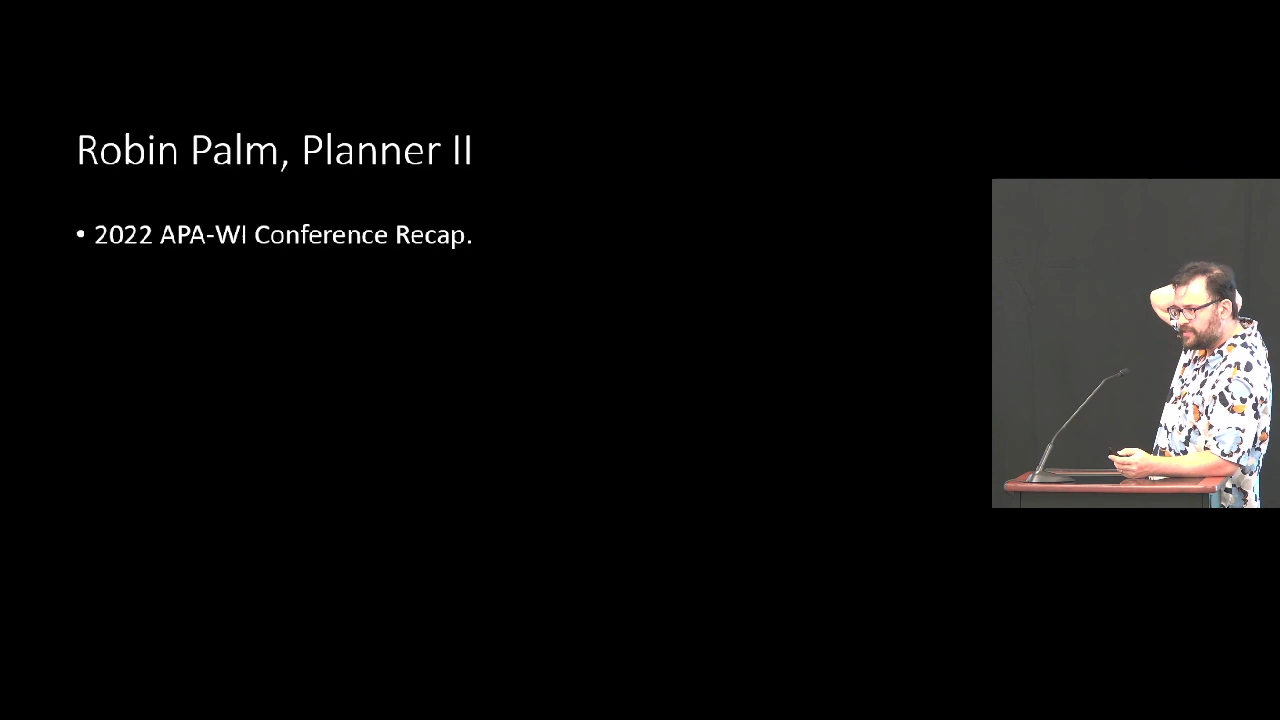 Robin Palm, Planner II
• 2022 APA-WI Conference Recap.